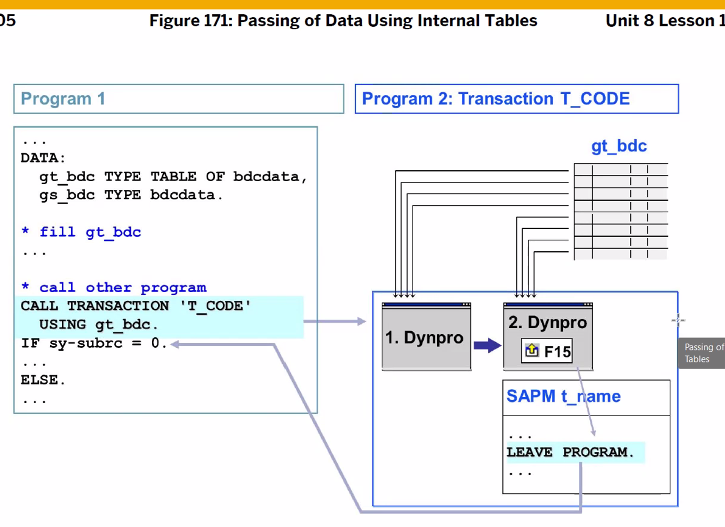 05
Figure 171: Passing of Data Using Internal Tables
Unit 8 Lesson 1
Program 1
Program 2: Transaction T_CODE
...
DATA:
gt_bdc TYPE TABLE OF bdcdata,
gs_bdc TYPE bdcdata.
* fill gt_bdc
...
* call other program
CALL TRANSACTION 'T_CODE'
USING gt_bdc.
IF sy-subrc = 0.
...
ELSE.
...
gt_bdc
1. Dynpro
2. Dynpro
F15
SAPM t_name
...
LEAVE PROGRAM.
...
Passing of
Tables